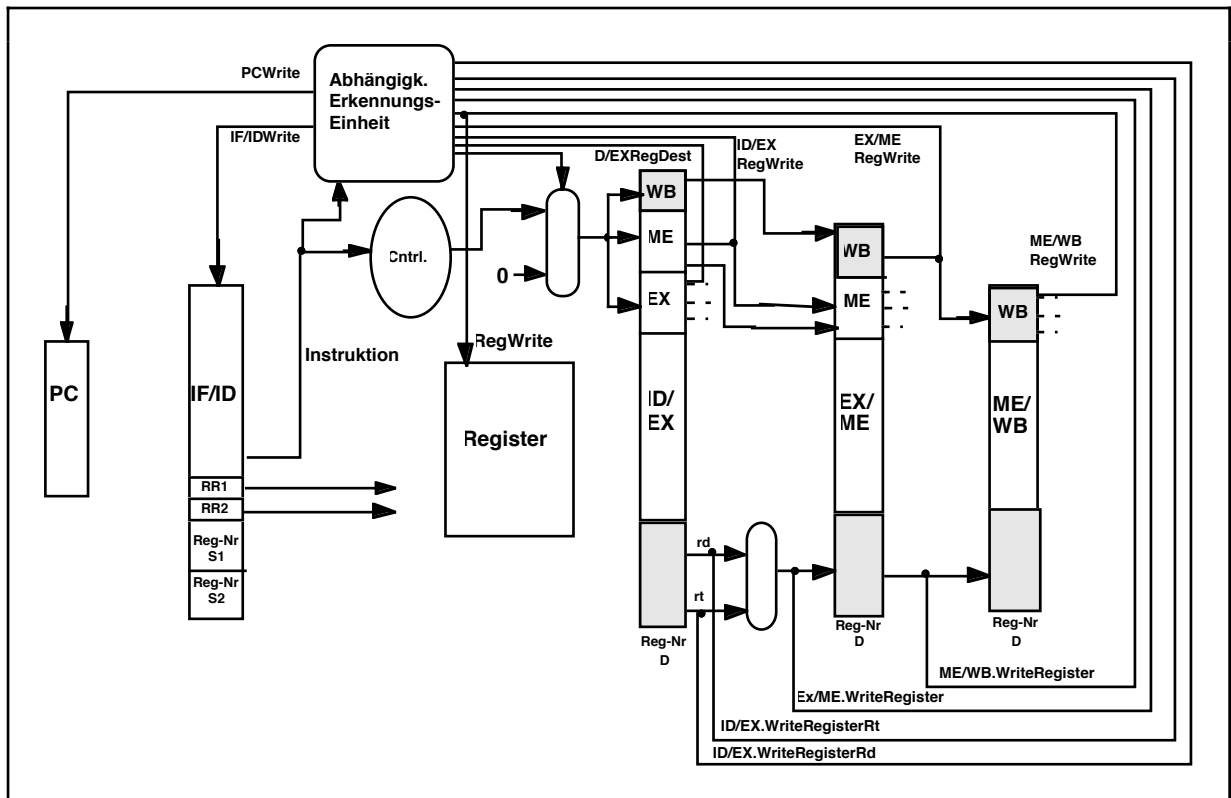 PCWrite
Abhängigk.
Erkennungs-
Einheit
IF/IDWrite
D/EXRegDest
ID/EX
RegWrite
EX/ME
RegWrite
ME/WB
RegWrite
WB
ME
EX
Cntrl.
0
WB
ME
WB
Instruktion
RegWrite
PC
IF/ID
Register
ID/
EX
EX/
ME
ME/
WB
RR1
RR2
Reg-Nr
S1
Reg-Nr
S2
rd
rt
Reg-Nr
D
Reg-Nr
D
Reg-Nr
D
ME/WB.WriteRegister
Ex/ME.WriteRegister
ID/EX.WriteRegisterRt
ID/EX.WriteRegisterRd